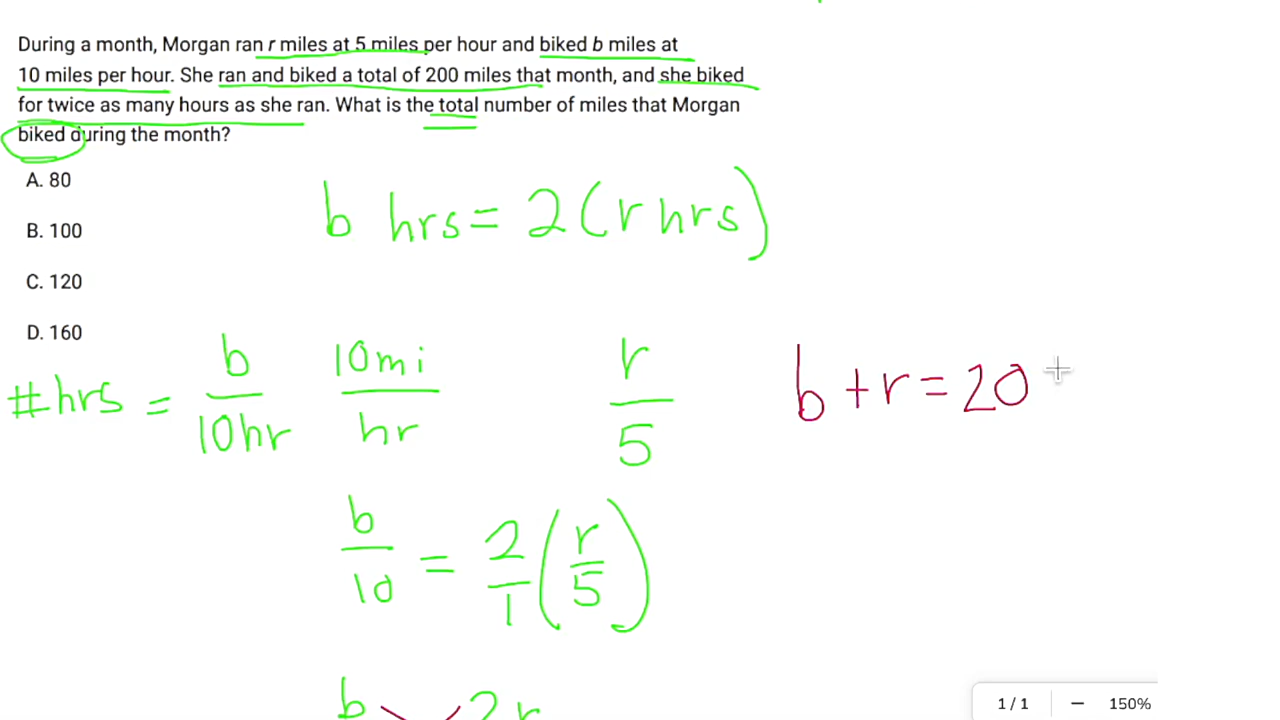 During a month, Morgan ran r miles at 5 miles per hour and biked b miles at
10 miles per hour. She ran and biked a total of 200 miles that month, and she biked
for twice as many hours as she ran. What is the total number of miles that Morgan
biked during the month?
A. 80
B. 100
C. 120
D. 160
b hrs = 2 (r hrs)
#hrs = b/10hr 10mi/hr r/5
b + r = 20
b/10 = 2/1 (r/5)
b 2r
1 / 1 − 150%